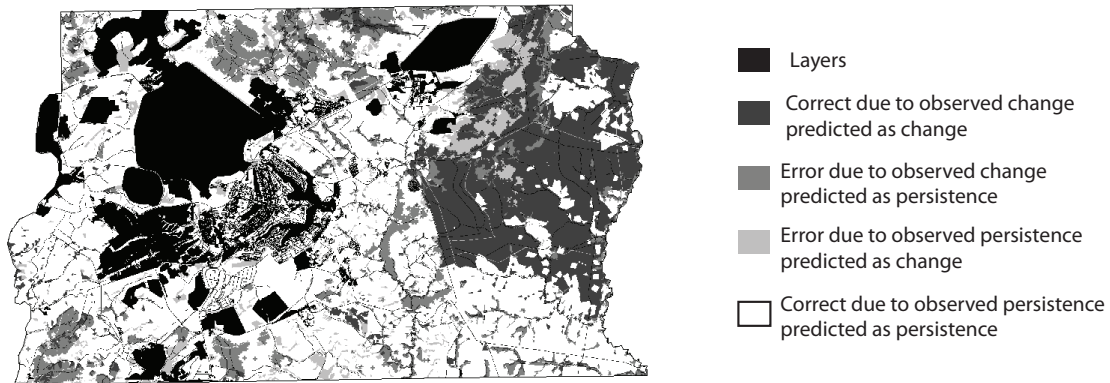 Layers
Correct due to observed change
predicted as change
Error due to observed change
predicted as persistence
Error due to observed persistence
predicted as change
Correct due to observed persistence
predicted as persistence